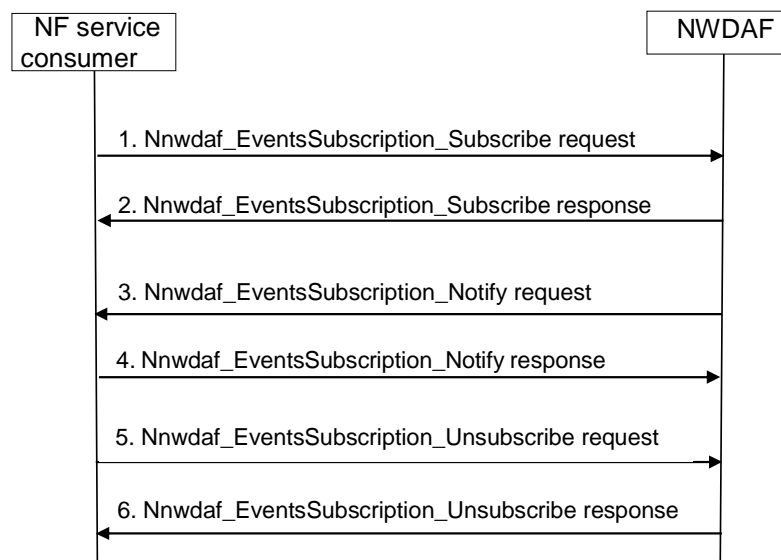 NF service
consumer
NWDAF
1. Nnwdaf_EventsSubscription_Subscribe request
2. Nnwdaf_EventsSubscription_Subscribe response
3. Nnwdaf_EventsSubscription_Notify request
4. Nnwdaf_EventsSubscription_Notify response
5. Nnwdaf_EventsSubscription_Unsubscribe request
6. Nnwdaf_EventsSubscription_Unsubscribe response